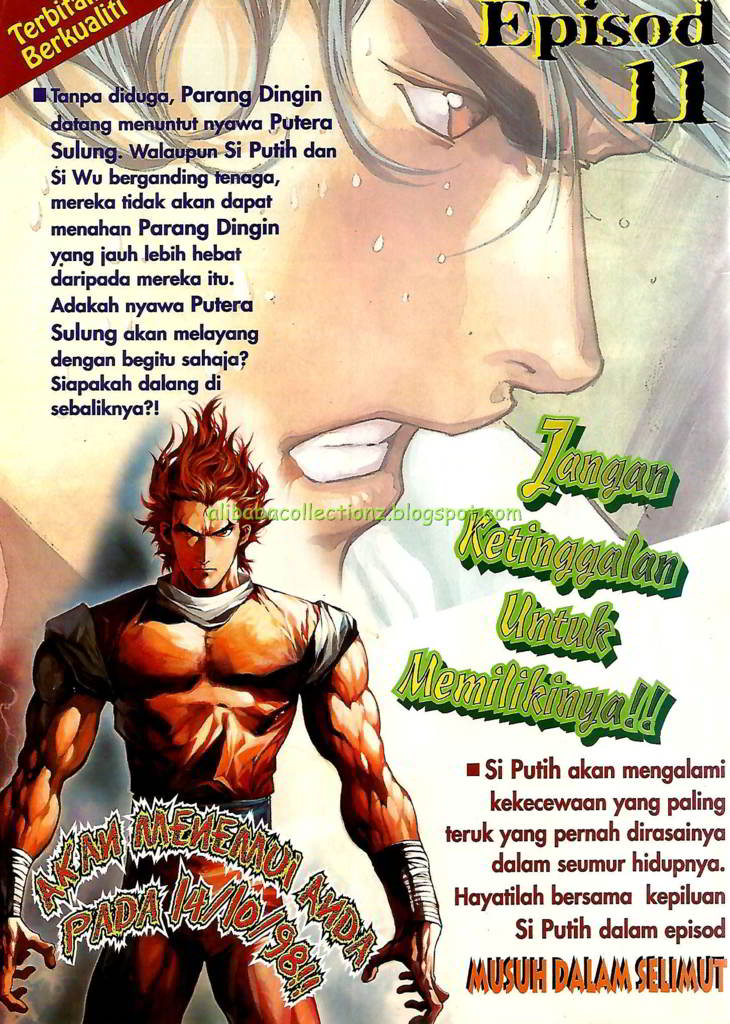 Terbitan
Berkualiti
Episod
11
■ Tanpa diduga, Parang Dingin
datang menuntut nyawa Putera
Sulung. Walaupun Si Putih dan
Si Wu berganding tenaga,
mereka tidak akan dapat
menahan Parang Dingin
yang jauh lebih hebat
daripada mereka itu.
Adakah nyawa Putera
Sulung akan melayang
dengan begitu sahaja?
Siapakah dalang di
sebaliknya?!
alibabacollectionz.blogspot.com
Jangan
Ketinggalan
Untuk
Memilikinya!!
■ Si Putih akan mengalami
kekecewaan yang paling
teruk yang pernah dirasainya
dalam seumur hidupnya.
Hayatilah bersama kepiluan
Si Putih dalam episod
MUSUH DALAM SELIMUT
AKAN MENEMUI ANDA
PADA 14/10/98!!